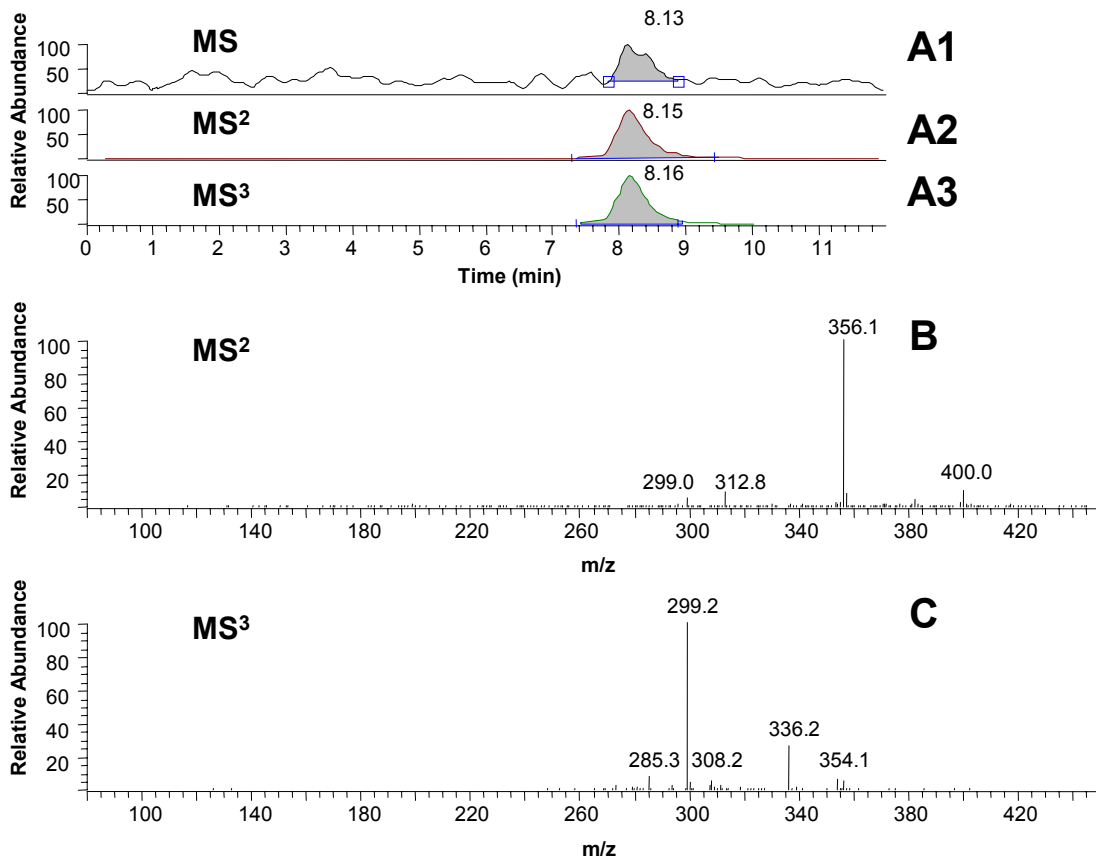 8.13
MS
A1
100
50
8.15
MS²
A2
100
50
8.16
MS³
A3
100
50
Relative Abundance
0 1 2 3 4 5 6 7 8 9 10 11
Time (min)
356.1
MS²
B
100
80
60
40
20
Relative Abundance
299.0 312.8 400.0
100 140 180 220 260 300 340 380 420
m/z
299.2
MS³
C
100
80
60
40
20
Relative Abundance
336.2
285.3 308.2 354.1
100 140 180 220 260 300 340 380 420
m/z